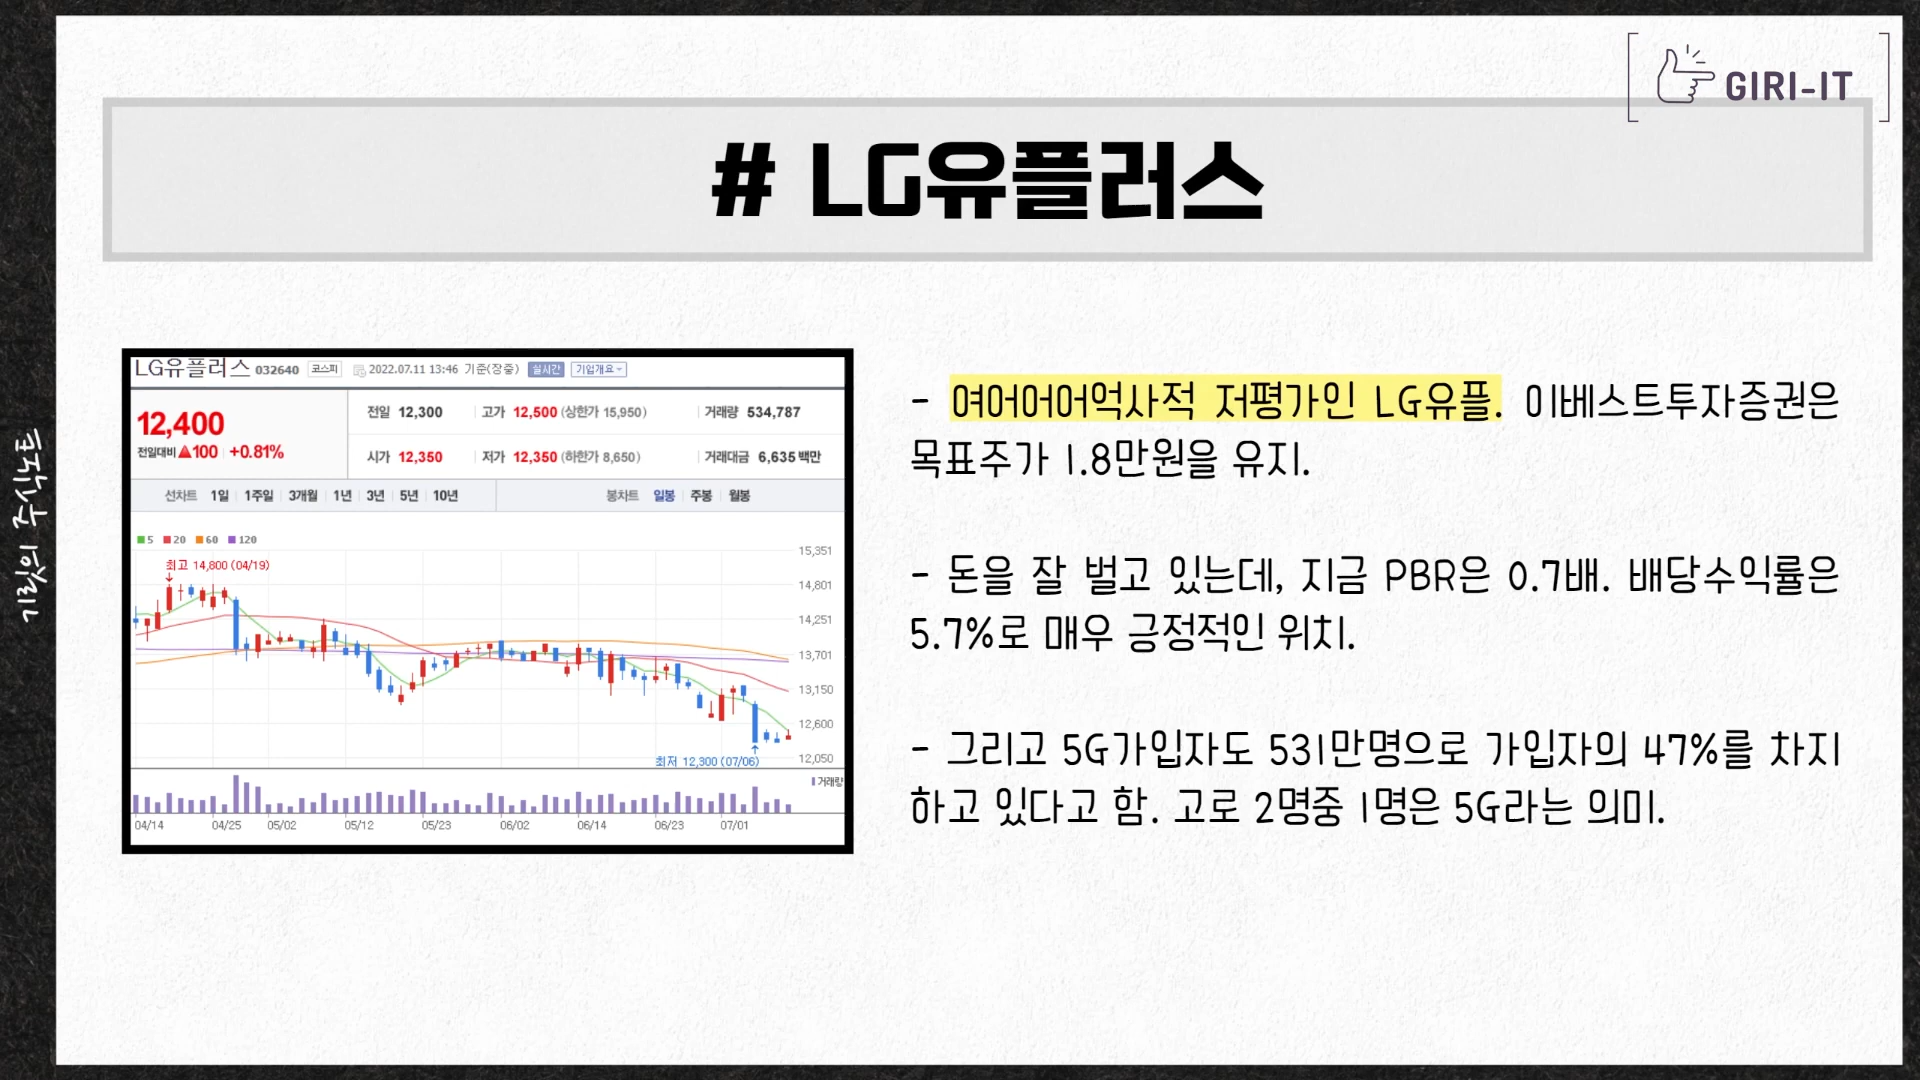 GIRI-IT
# LG유플러스
기릿의 주식노트
LG유플러스 032640 코스피 2022.07.11 13:46 기준(장중) 실시간 기업개요
12,400
전일대비 ▲100 +0.81%
전일 12,300 고가 12,500 (상한가 15,950) 거래량 534,787
시가 12,350 저가 12,350 (하한가 8,650) 거래대금 6,635 백만
선차트 1일 1주일 3개월 1년 3년 5년 10년 봉차트 일봉 주봉 월봉
5 20 60 120
최고 14,800 (04/19)
15,351
14,801
14,251
13,701
13,150
12,600
12,050
최저 12,300 (07/06)
거래량
04/14 04/25 05/02 05/12 05/23 06/02 06/14 06/23 07/01
- 여어어어억사적 저평가인 LG유플. 이베스트투자증권은
목표주가 1.8만원을 유지.
- 돈을 잘 벌고 있는데, 지금 PBR은 0.7배. 배당수익률은
5.7%로 매우 긍정적인 위치.
- 그리고 5G가입자도 531만명으로 가입자의 47%를 차지
하고 있다고 함. 고로 2명중 1명은 5G라는 의미.